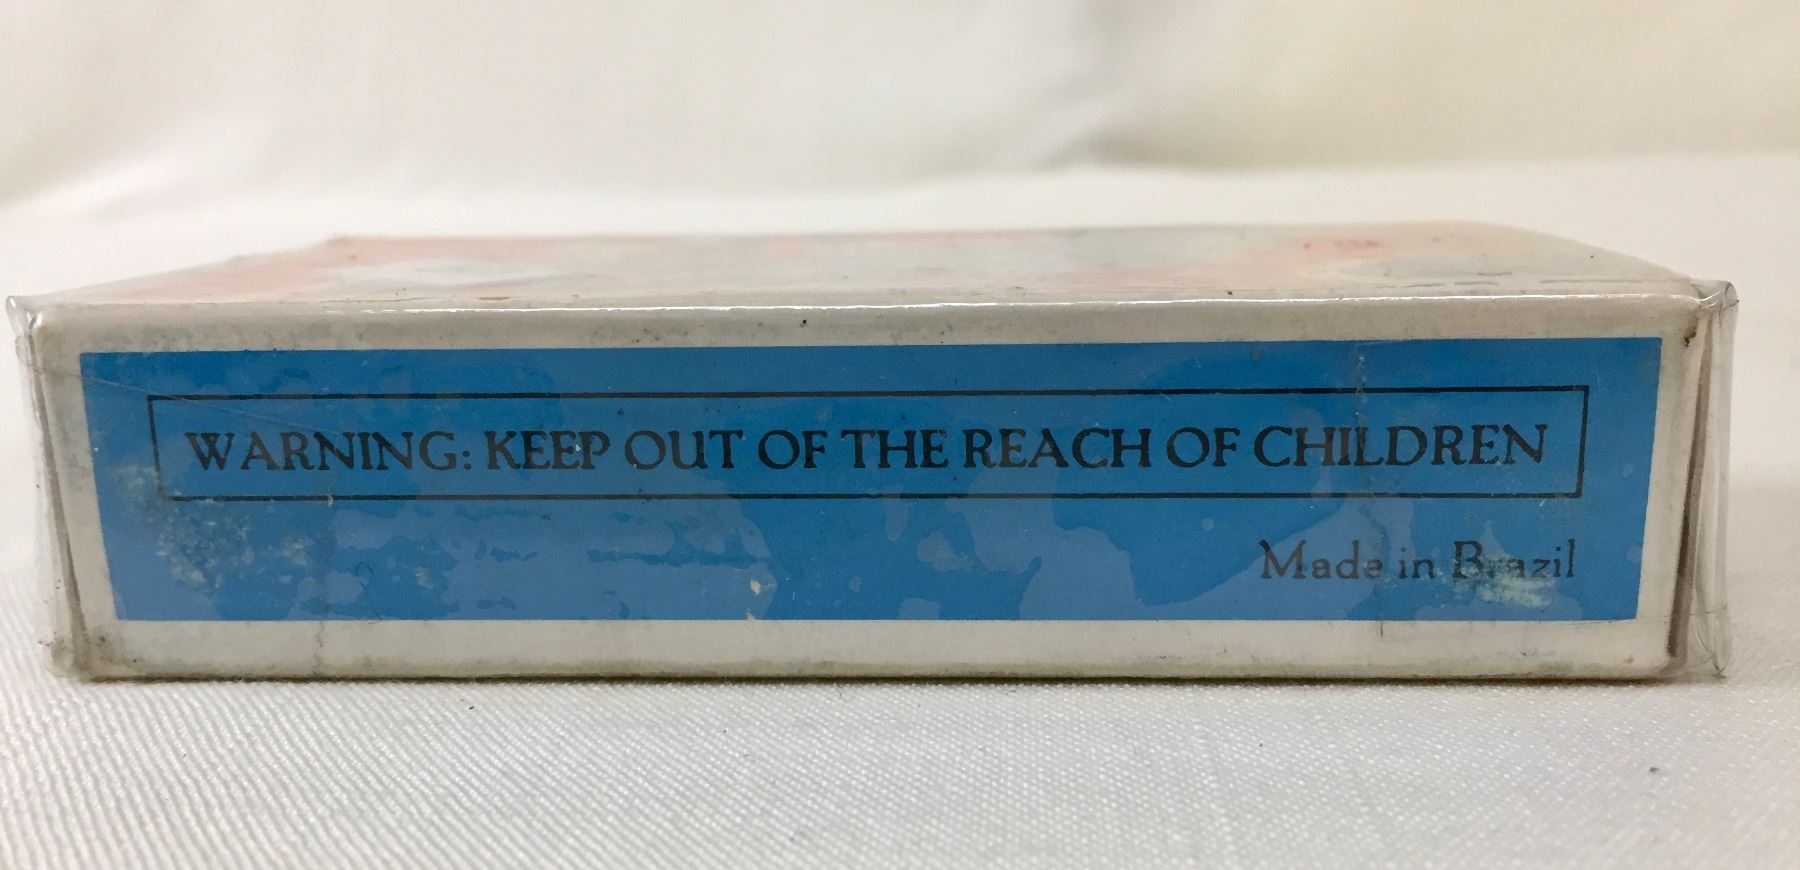 WARNING: KEEP OUT OF THE REACH OF CHILDREN
Made in Brazil